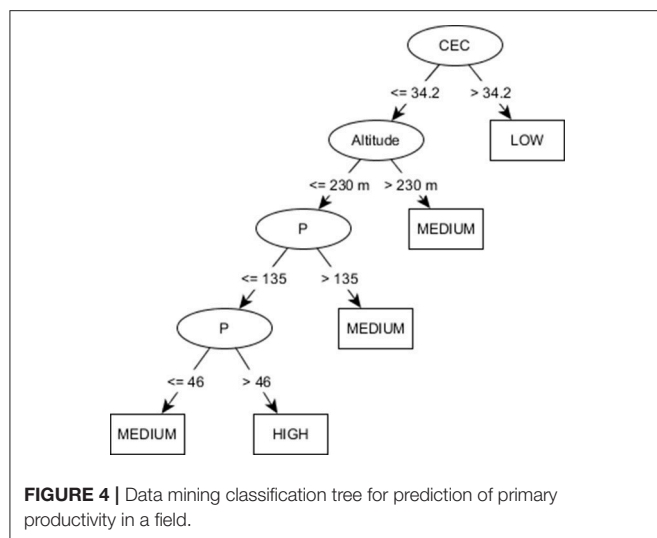 CEC
<= 34.2 > 34.2
Altitude LOW
<= 230 m > 230 m
P MEDIUM
<= 135 > 135
P MEDIUM
<= 46 > 46
MEDIUM HIGH
FIGURE 4 | Data mining classification tree for prediction of primary
productivity in a field.